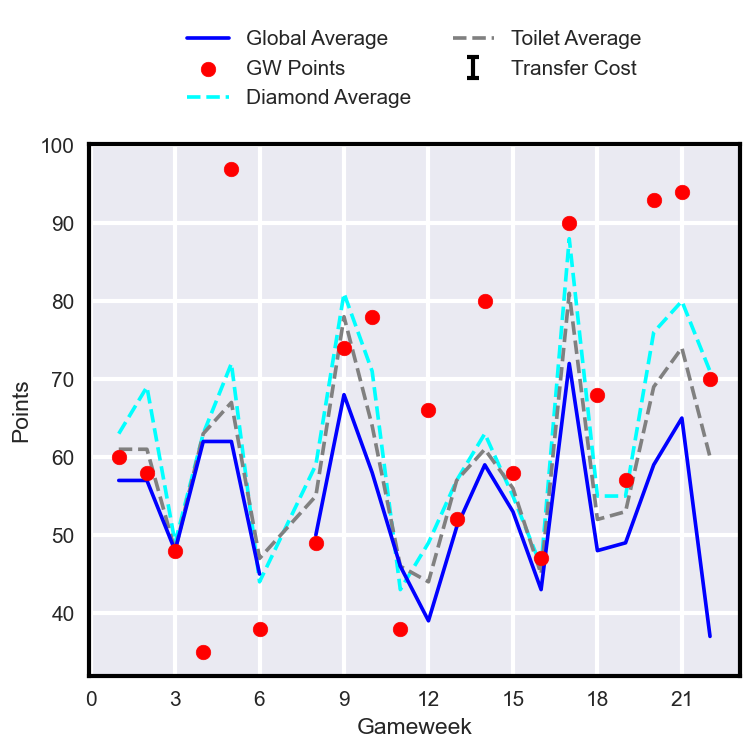 Global Average
GW Points
Diamond Average
Toilet Average
Transfer Cost
100
90
80
70
60
50
40
Points
0 3 6 9 12 15 18 21
Gameweek